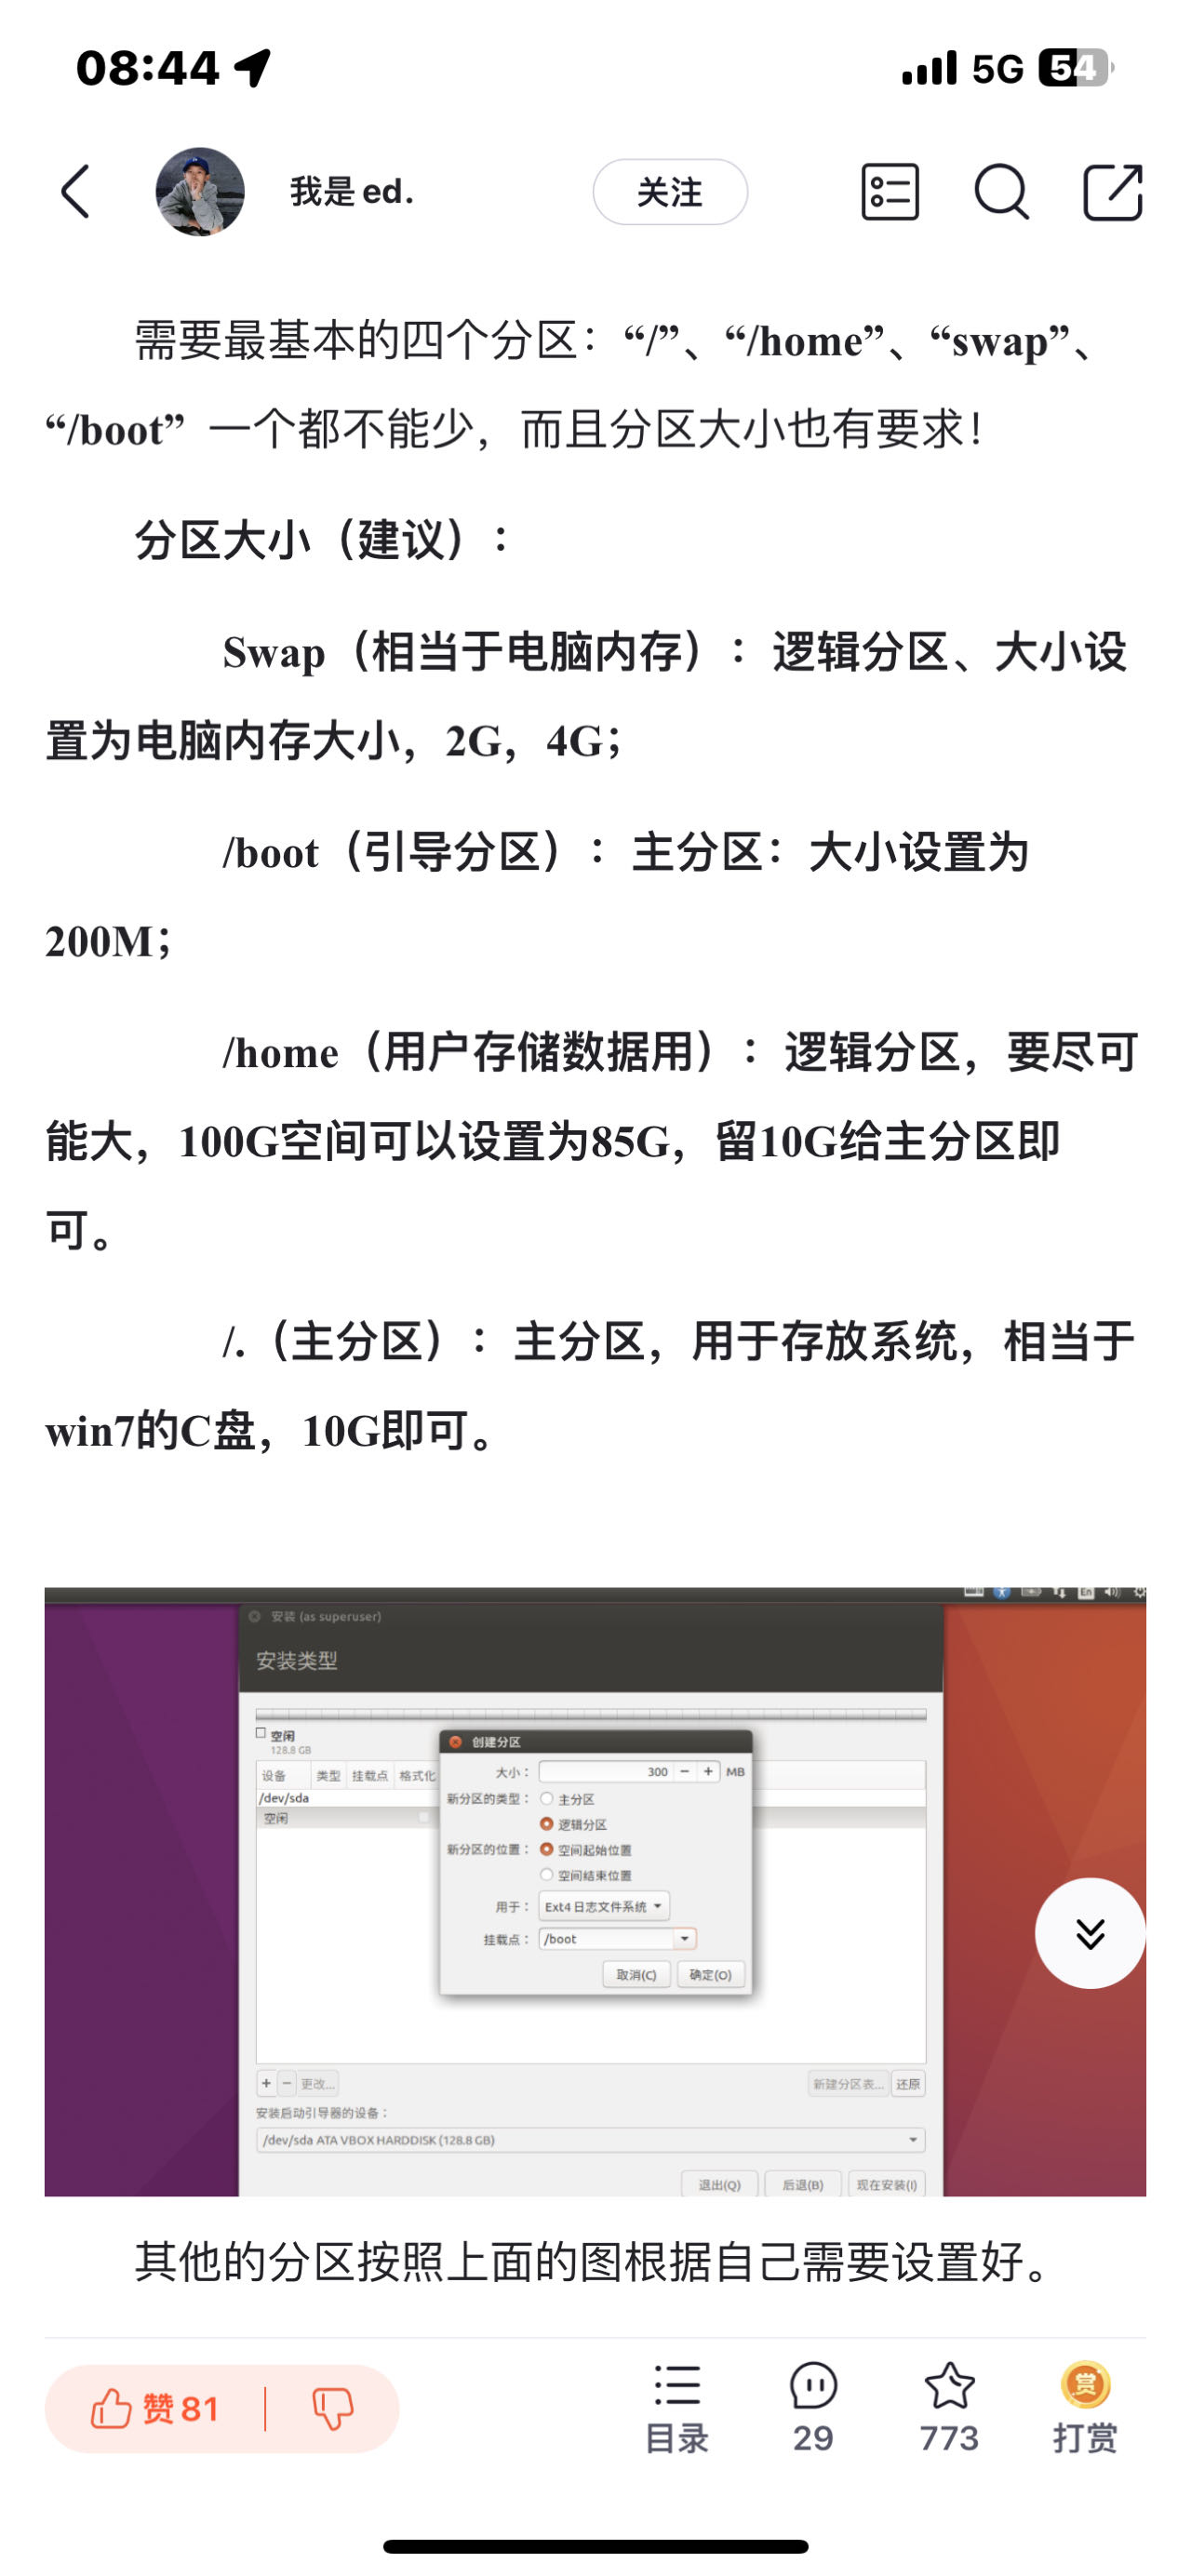 08:44
5G 54
我是 ed.
关注
需要最基本的四个分区：“/”、“/home”、“swap”、
“/boot” 一个都不能少，而且分区大小也有要求！
分区大小（建议）：
Swap（相当于电脑内存）：逻辑分区、大小设
置为电脑内存大小，2G，4G；
/boot（引导分区）：主分区：大小设置为
200M；
/home（用户存储数据用）：逻辑分区，要尽可
能大，100G空间可以设置为85G，留10G给主分区即
可。
/.（主分区）：主分区，用于存放系统，相当于
win7的C盘，10G即可。
En
安装 (as superuser)
安装类型
空闲
128.8 GB
创建分区
设备 类型 挂载点 格式化
/dev/sda
空闲
大小： 300 − + MB
新分区的类型： 主分区
逻辑分区
新分区的位置： 空间起始位置
空间结束位置
用于： Ext4 日志文件系统
挂载点： /boot
取消(C) 确定(O)
+ − 更改... 新建分区表... 还原
安装启动引导器的设备：
/dev/sda ATA VBOX HARDDISK (128.8 GB)
退出(Q) 后退(B) 现在安装(I)
其他的分区按照上面的图根据自己需要设置好。
赞 81
目录
29
773
赏
打赏